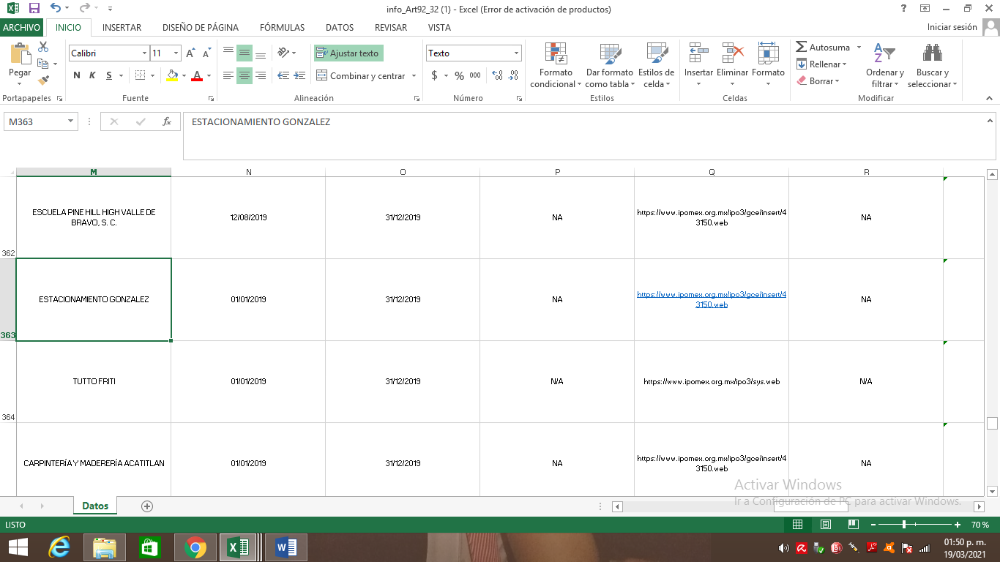 info_Art92_32 (1) - Excel (Error de activación de productos)
ARCHIVO INICIO INSERTAR DISEÑO DE PÁGINA FÓRMULAS DATOS REVISAR VISTA Iniciar sesión
Pegar
Portapapeles
Calibri 11
N K S
Fuente
Ajustar texto
Combinar y centrar
Alineación
Texto
$ % 000
Número
Formato condicional
Dar formato como tabla
Estilos de celda
Estilos
Insertar Eliminar Formato
Celdas
Autosuma
Rellenar
Borrar
Ordenar y filtrar
Buscar y seleccionar
Modificar
M363 fx ESTACIONAMIENTO GONZALEZ
M N O P Q R
362 ESCUELA PINE HILL HIGH VALLE DE BRAVO, S. C. 12/08/2019 31/12/2019 NA https://www.ipomex.org.mx/ipo3/gce/insert/43150.web NA
363 ESTACIONAMIENTO GONZALEZ 01/01/2019 31/12/2019 NA https://www.ipomex.org.mx/ipo3/gce/insert/43150.web NA
364 TUTTO FRITI 01/01/2019 31/12/2019 N/A https://www.ipomex.org.mx/ipo3/sys.web N/A
CARPINTERÍA Y MADERERÍA ACATITLAN 01/01/2019 31/12/2019 NA https://www.ipomex.org.mx/ipo3/gce/insert/43150.web NA
Activar Windows
Ir a Configuración de PC para activar Windows.
Datos
LISTO 70 %
01:50 p. m.
19/03/2021